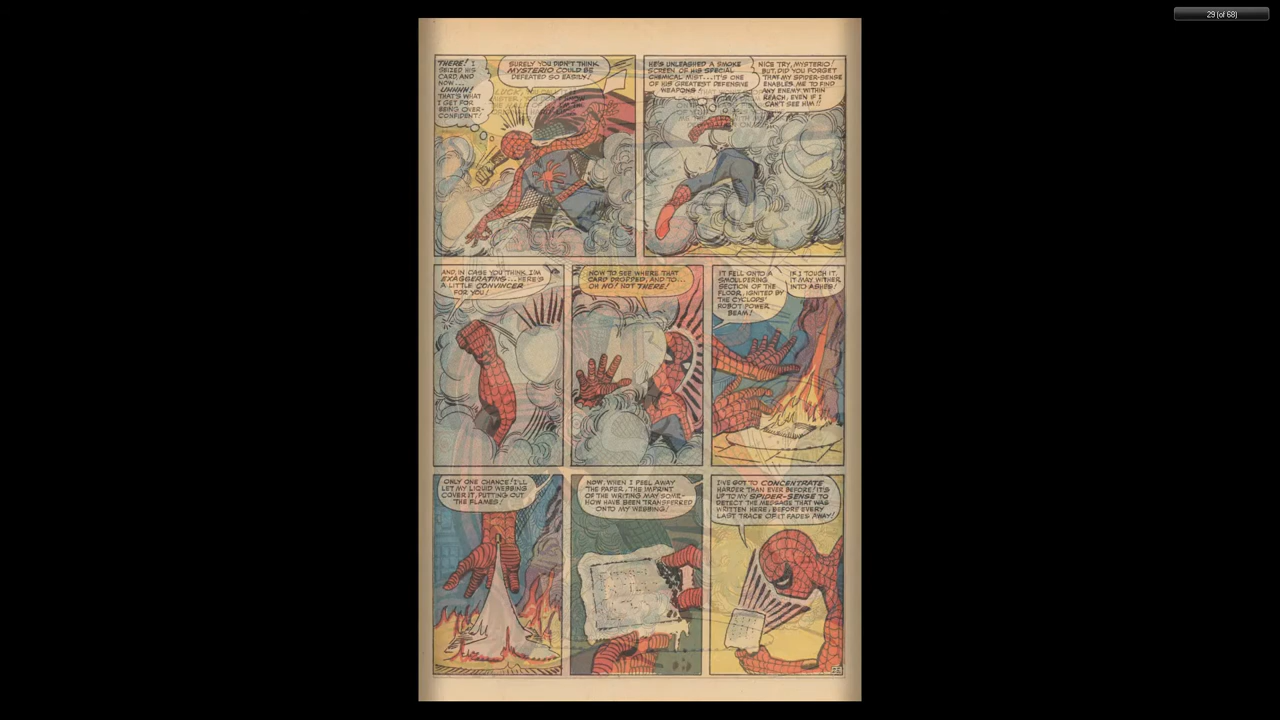 29 (of 68)
THERE! I
SEIZED HIS
CARD AND
NOW...
UNHNH!
THAT'S WHAT
I GET FOR
BEING OVER-
CONFIDENT!
SURELY YOU DIDN'T THINK
MYSTERIO COULD BE
DEFEATED SO EASILY!
HE'S UNLEASHED A SMOKE
SCREEN OF HIS SPECIAL
CHEMICAL MIST... IT'S ONE
OF HIS GREATEST DEFENSIVE
WEAPONS!
NICE TRY, MYSTERIO!
BUT, DID YOU FORGET
THAT MY SPIDER-SENSE
ENABLES ME TO FIND
ANY ENEMY WITHIN
REACH, EVEN IF I
CAN'T SEE HIM!!
AND, IN CASE YOU THINK I'M
EXAGGERATING... HERE'S
A LITTLE CONVINCER
FOR YOU!
NOW TO SEE WHERE THAT
CARD DROPPED, AND TO...
OH NO! NOT THERE!
IT FELL ONTO A
SMOLDERING
SECTION OF THE
FLOOR, IGNITED BY
THE CYCLOPS'
ROBOT POWER
BEAM!
IF I TOUCH IT,
IT MAY WITHER
INTO ASHES!
ONLY ONE CHANCE! I'LL
LET MY LIQUID WEBBING
COVER IT, PUTTING OUT
THE FLAMES!
NOW, WHEN I PEEL AWAY
THE PAPER, THE IMPRINT
OF THE WRITING MAY SOME-
HOW HAVE BEEN TRANSFERRED
ONTO MY WEBBING!
I'VE GOT TO CONCENTRATE
HARDER THAN EVER BEFORE! IT'S
UP TO MY SPIDER-SENSE TO
DETECT THE MESSAGE THAT WAS
WRITTEN HERE, BEFORE EVERY
LAST TRACE OF IT FADES AWAY!